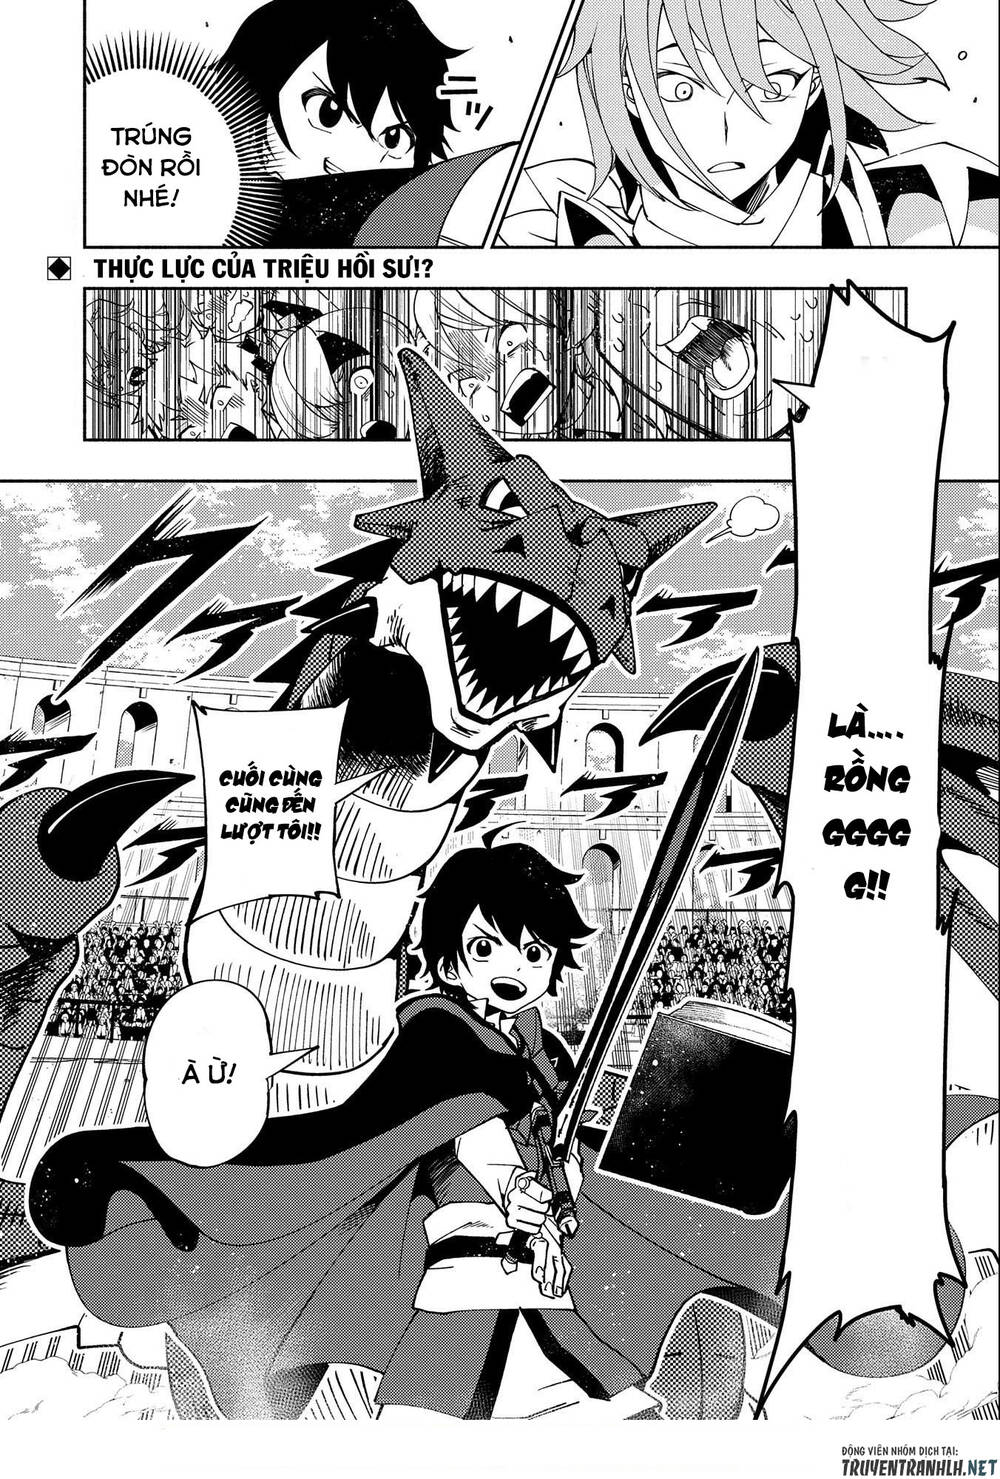 TRÚNG
ĐÒN RỒI
NHÉ!
THỰC LỰC CỦA TRIỆU HỒI SƯ!?
LÀ....
RỒNG
GGGG
G!!
CUỐI CÙNG
CŨNG ĐẾN
LƯỢT TÔI!!
À Ừ!
ĐỘNG VIÊN NHÓM DỊCH TẠI:
TRUYENTRANHLH.NET